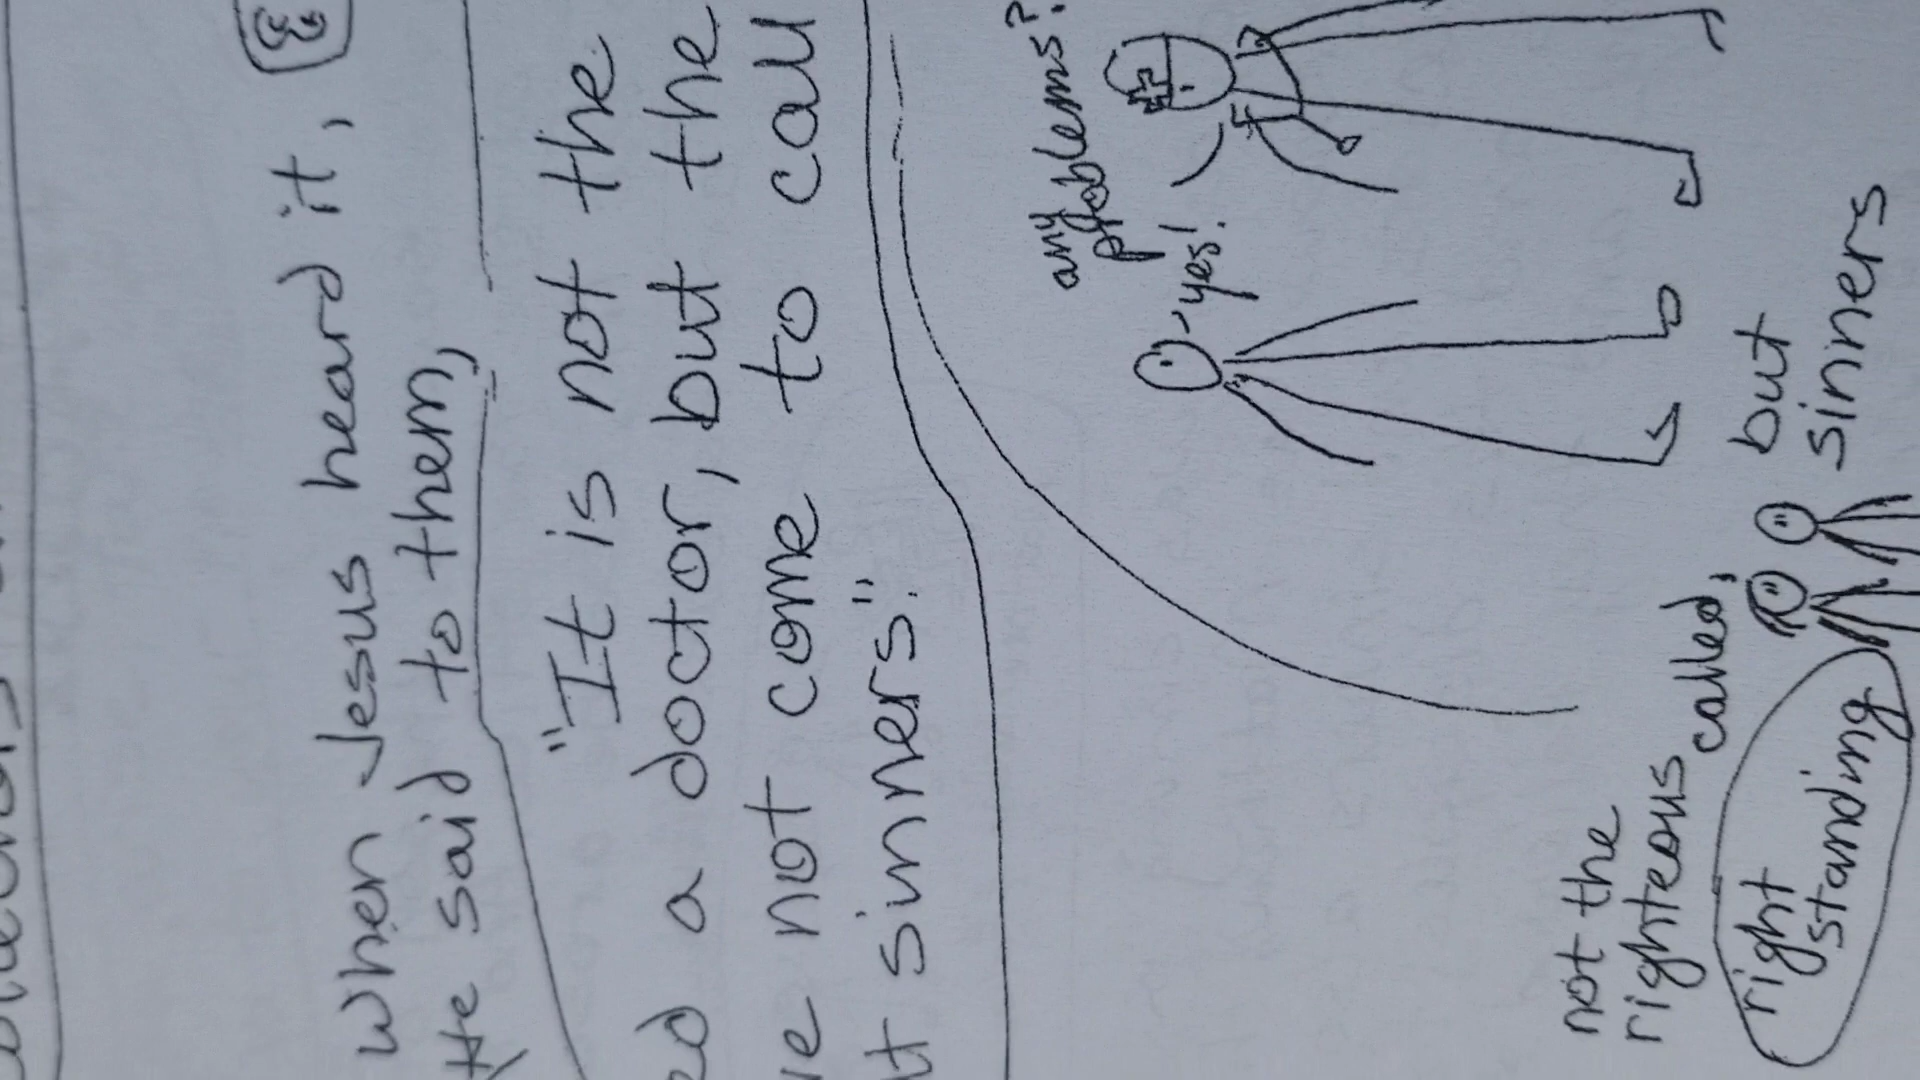 When Jesus heard it,
He said to them,
"It is not the
a doctor, but the
not come to call
sinners."
any
problems?
yes!
not the
righteous
called,
but
sinners
right
standing